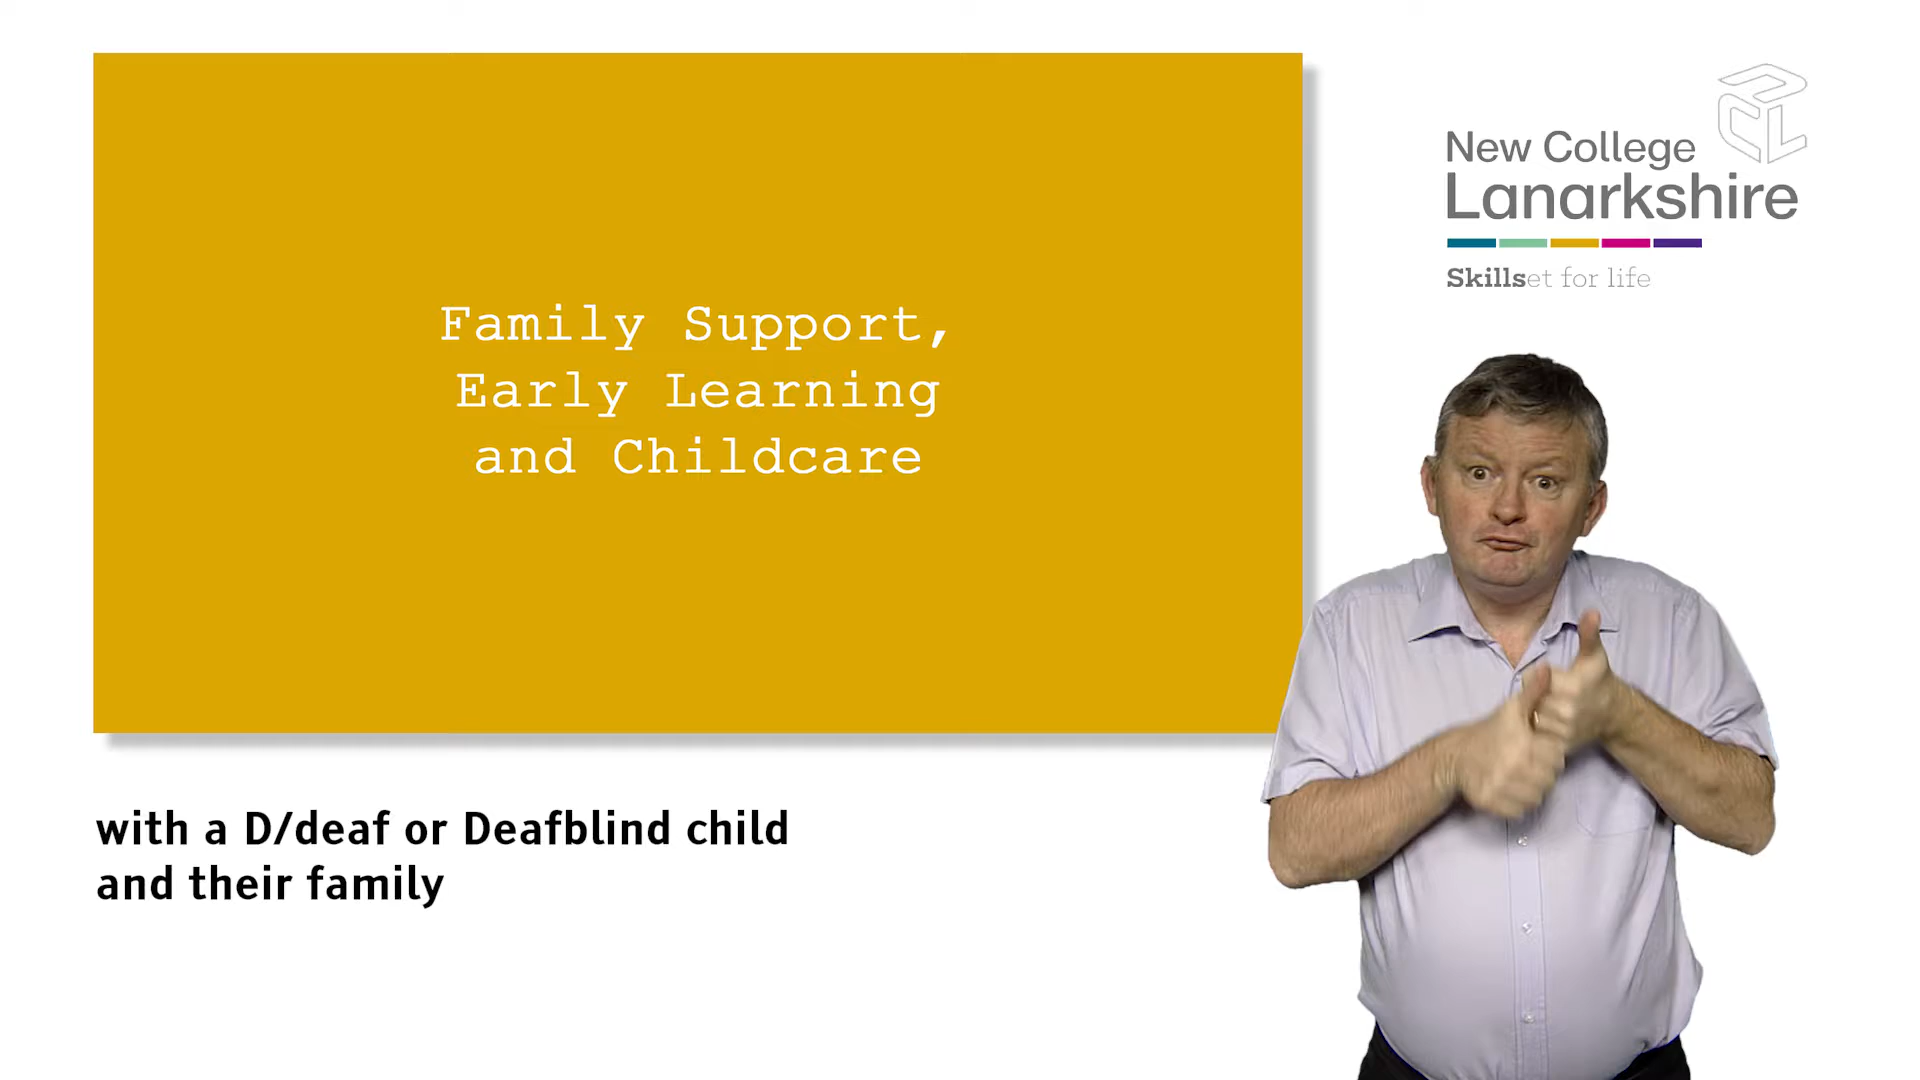 Family Support,
Early Learning
and Childcare
NCL
New College
Lanarkshire
Skillset for life
with a D/deaf or Deafblind child
and their family